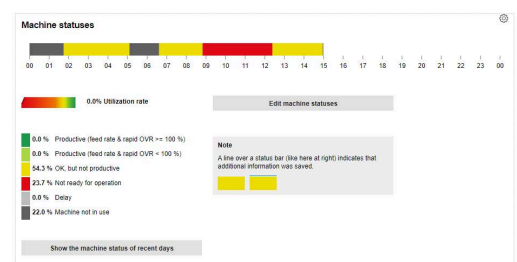 Machine statuses
00 01 02 03 04 05 06 07 08 09 10 11 12 13 14 15 16 17 18 19 20 21 22 23 00
0.0% Utilization rate
Edit machine statuses
0.0 % Productive (feed rate & rapid OVR >= 100 %)
0.0 % Productive (feed rate & rapid OVR < 100 %)
54.3 % OK, but not productive
23.7 % Not ready for operation
0.0 % Delay
22.0 % Machine not in use
Note
A line over a status bar (like here at right) indicates that
additional information was saved.
Show the machine status of recent days